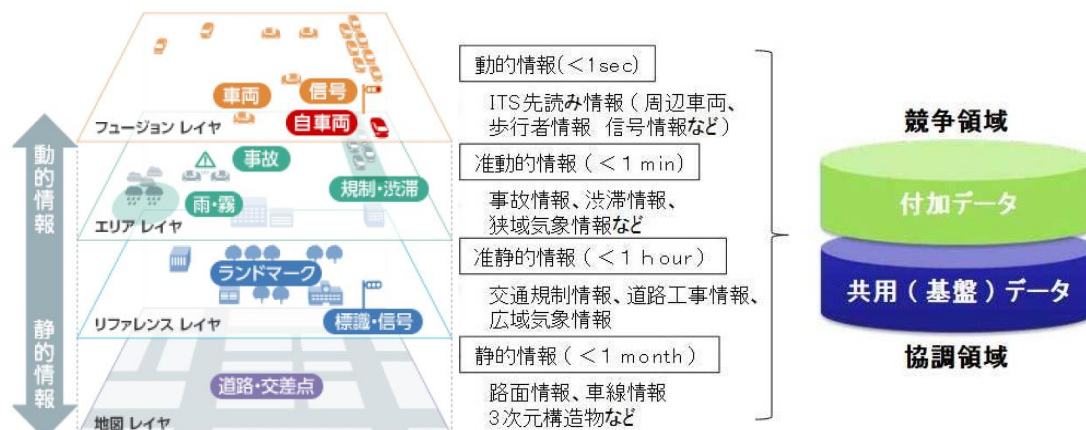 動的情報
静的情報
車両
信号
自車両
フュージョン レイヤ
事故
規制・渋滞
雨・霧
エリア レイヤ
ランドマーク
標識・信号
リファレンス レイヤ
道路・交差点
地図 レイヤ
動的情報(<1sec)
ITS先読み情報(周辺車両、
歩行者情報 信号情報など)
准動的情報(<1 min)
事故情報、渋滞情報、
狭域気象情報など
准静的情報(<1 hour)
交通規制情報、道路工事情報、
広域気象情報
静的情報(<1 month)
路面情報、車線情報
3次元構造物など
競争領域
付加データ
共用(基盤)データ
協調領域